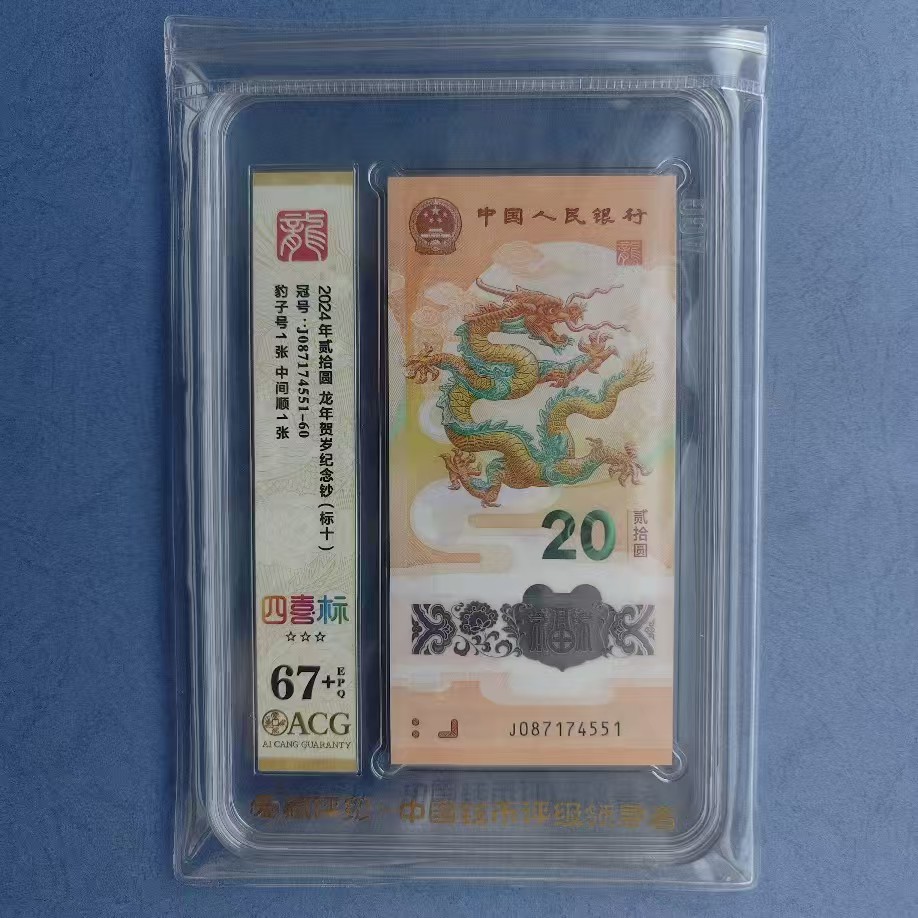 龍
2024年贰拾圆 龙年贺岁纪念钞(标十)
冠号:J087174551-60
豹子号1张 中间顺1张
四喜标
☆☆☆
67+EPQ
ACG
AI CANG GUARANTY
中国人民银行
20
贰拾圆
J087174551